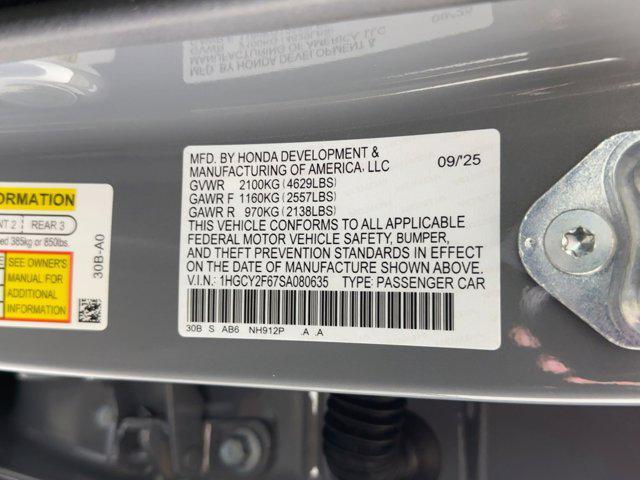 MFD. BY HONDA DEVELOPMENT &
MANUFACTURING OF AMERICA, LLC
09/'25
GVWR 2100KG (4629LBS)
GAWR F 1160KG (2557LBS)
GAWR R 970KG (2138LBS)
THIS VEHICLE CONFORMS TO ALL APPLICABLE
FEDERAL MOTOR VEHICLE SAFETY, BUMPER,
AND THEFT PREVENTION STANDARDS IN EFFECT
ON THE DATE OF MANUFACTURE SHOWN ABOVE.
V.I.N.: 1HGCY2F67SA080635 TYPE: PASSENGER CAR
30B S AB6 NH912P .A .A
ORMATION
NT 2 REAR 3
ed 385kg or 850lbs.
SEE OWNER'S
MANUAL FOR
ADDITIONAL
INFORMATION
30B-A0